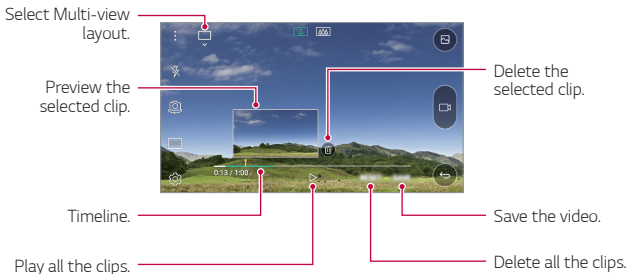 Select Multi-view
layout.
Preview the
selected clip.
Delete the
selected clip.
0:13 / 1:00
Timeline.
Save the video.
Play all the clips.
Delete all the clips.